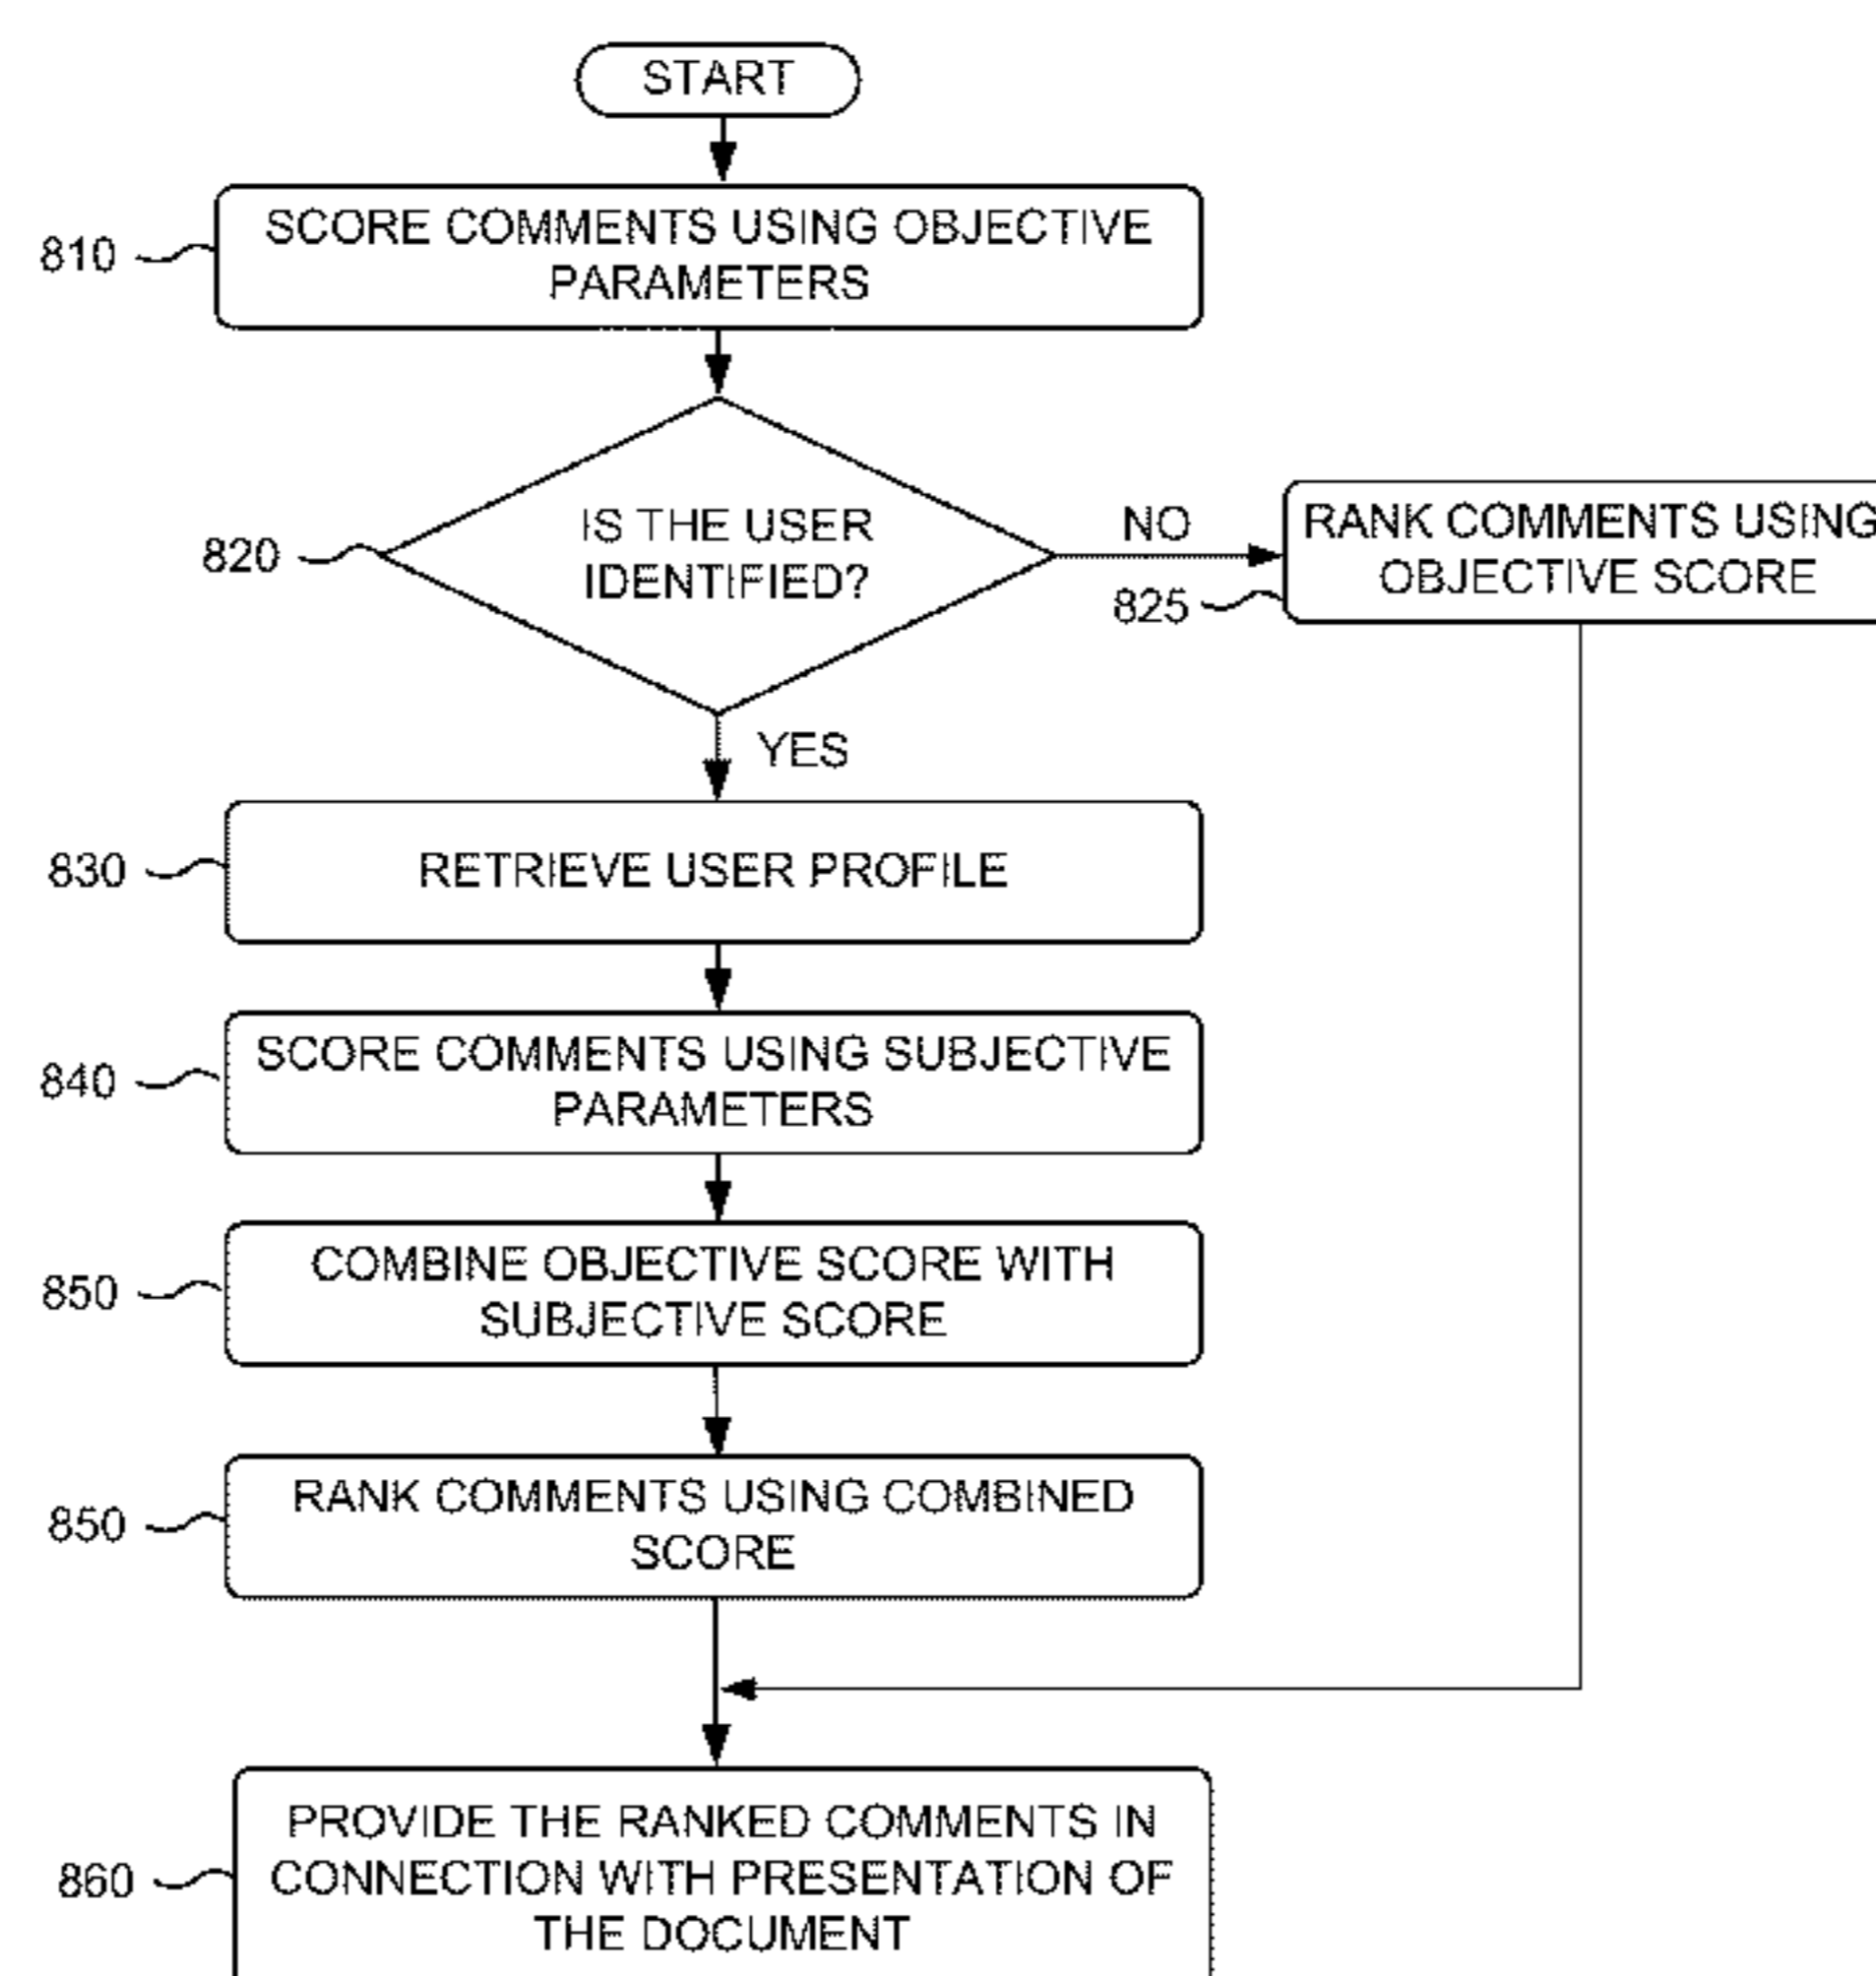 START
810
SCORE COMMENTS USING OBJECTIVE
PARAMETERS
820
IS THE USER
IDENTIFIED?
NO
825
RANK COMMENTS USING
OBJECTIVE SCORE
YES
830
RETRIEVE USER PROFILE
840
SCORE COMMENTS USING SUBJECTIVE
PARAMETERS
850
COMBINE OBJECTIVE SCORE WITH
SUBJECTIVE SCORE
850
RANK COMMENTS USING COMBINED
SCORE
860
PROVIDE THE RANKED COMMENTS IN
CONNECTION WITH PRESENTATION OF
THE DOCUMENT